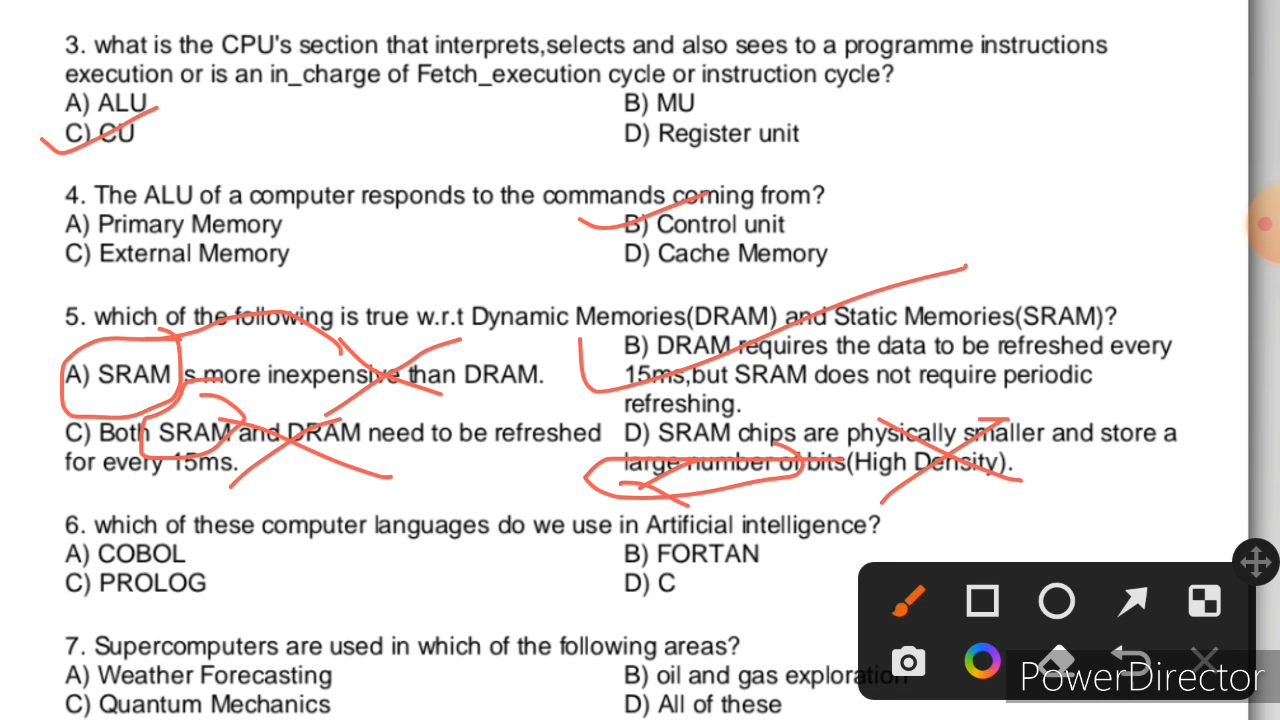 3. what is the CPU's section that interprets,selects and also sees to a programme instructions
execution or is an in_charge of Fetch_execution cycle or instruction cycle?
A) ALU B) MU
C) CU D) Register unit
4. The ALU of a computer responds to the commands coming from?
A) Primary Memory B) Control unit
C) External Memory D) Cache Memory
5. which of the following is true w.r.t Dynamic Memories(DRAM) and Static Memories(SRAM)?
A) SRAM is more inexpensive than DRAM.
B) DRAM requires the data to be refreshed every
15ms,but SRAM does not require periodic
refreshing.
C) Both SRAM and DRAM need to be refreshed
for every 15ms.
D) SRAM chips are physically smaller and store a
large number of bits(High Density).
6. which of these computer languages do we use in Artificial intelligence?
A) COBOL B) FORTAN
C) PROLOG D) C
7. Supercomputers are used in which of the following areas?
A) Weather Forecasting B) oil and gas exploration
C) Quantum Mechanics D) All of these
PowerDirector